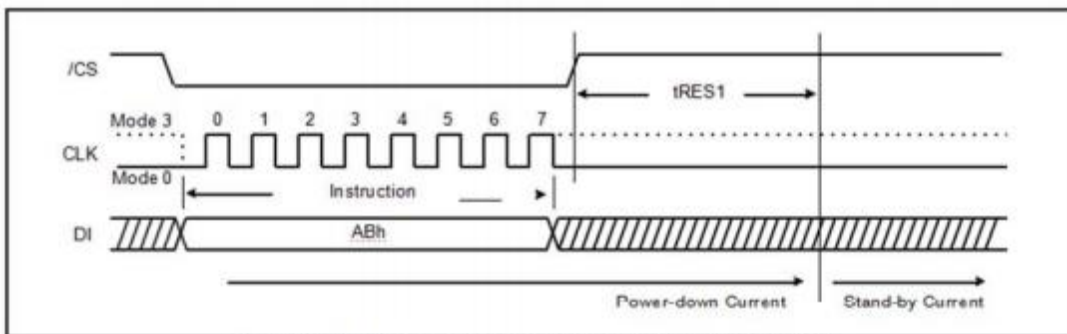 /CS
tRES1
Mode 3 0 1 2 3 4 5 6 7
CLK
Mode 0
Instruction
DI
ABh
Power-down Current
Stand-by Current